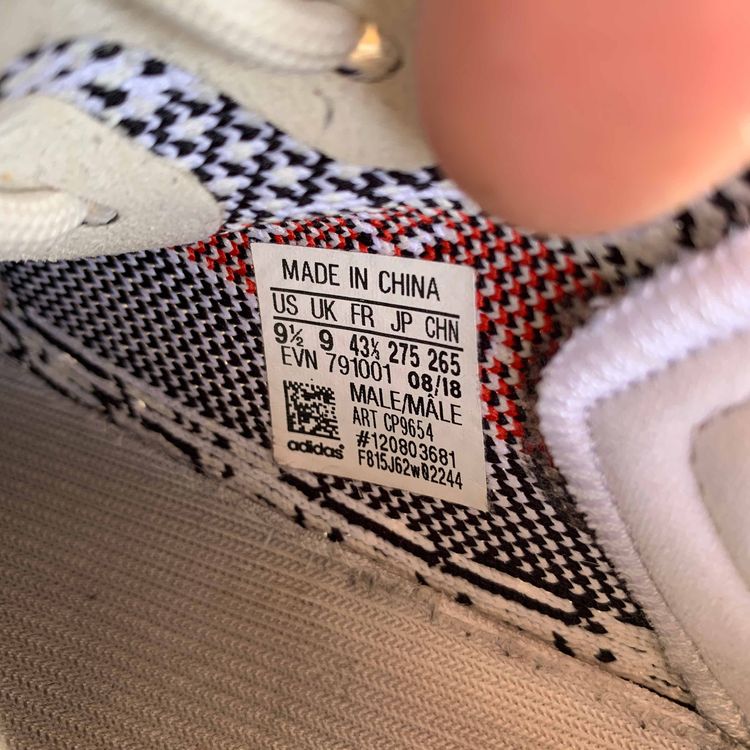 MADE IN CHINA
US UK FR JP CHN
9½ 9 43⅓ 275 265
EVN 791001 08/18
MALE/MÂLE
ART CP9654
#120803681
F815J62w02244
adidas